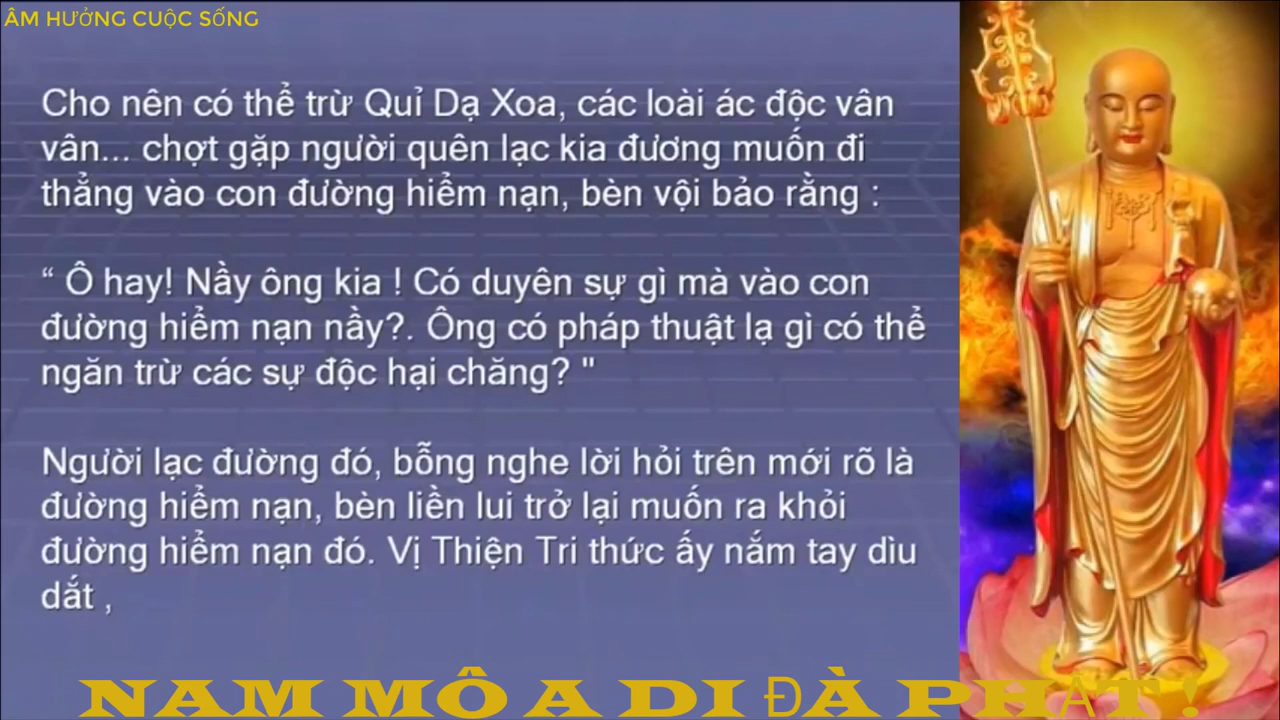 ÂM HƯỞNG CUỘC SỐNG
Cho nên có thể trừ Quỉ Dạ Xoa, các loài ác độc vân
vân... chợt gặp người quên lạc kia đương muốn đi
thẳng vào con đường hiểm nạn, bèn vội bảo rằng :
“ Ô hay! Nầy ông kia ! Có duyên sự gì mà vào con
đường hiểm nạn nầy?. Ông có pháp thuật lạ gì có thể
ngăn trừ các sự độc hại chăng? "
Người lạc đường đó, bỗng nghe lời hỏi trên mới rõ là
đường hiểm nạn, bèn liền lui trở lại muốn ra khỏi
đường hiểm nạn đó. Vị Thiện Tri thức ấy nắm tay dìu
dắt ,
NAM MÔ A DI ĐÀ PHẬT !